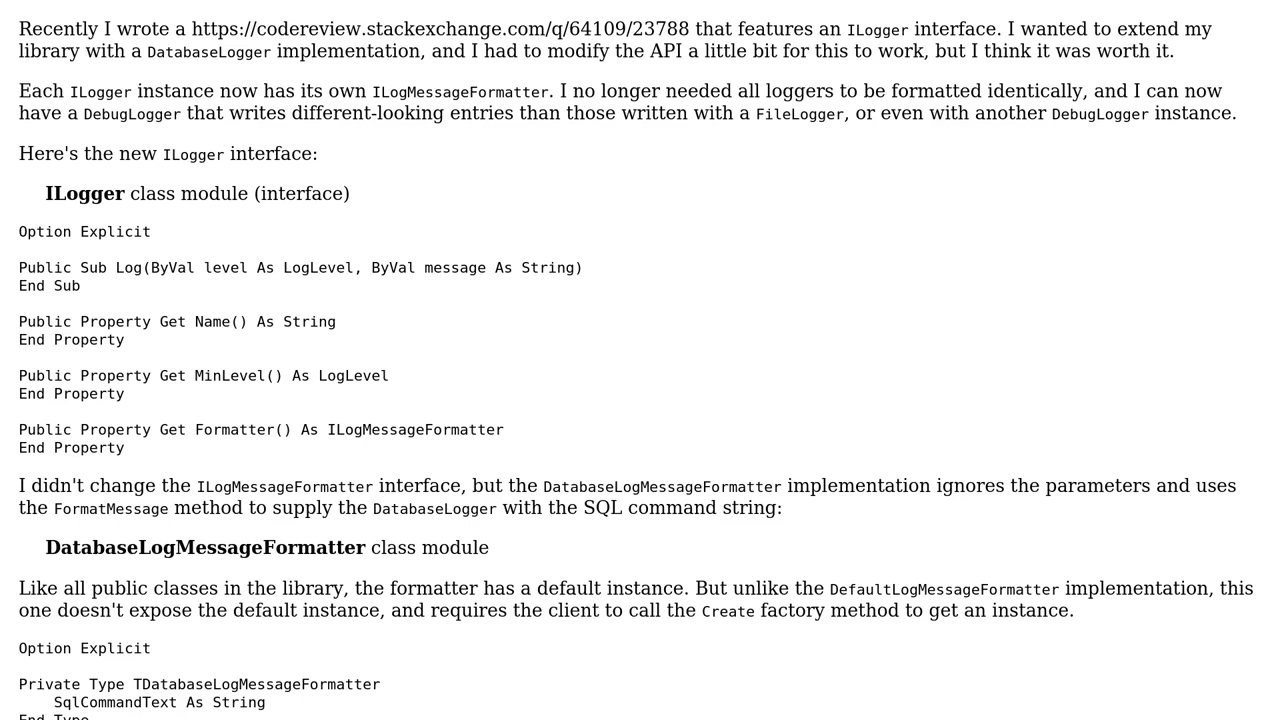 Recently I wrote a https://codereview.stackexchange.com/q/64109/23788 that features an ILogger interface. I wanted to extend my
library with a DatabaseLogger implementation, and I had to modify the API a little bit for this to work, but I think it was worth it.
Each ILogger instance now has its own ILogMessageFormatter. I no longer needed all loggers to be formatted identically, and I can now
have a DebugLogger that writes different-looking entries than those written with a FileLogger, or even with another DebugLogger instance.
Here's the new ILogger interface:
ILogger class module (interface)
Option Explicit
Public Sub Log(ByVal level As LogLevel, ByVal message As String)
End Sub
Public Property Get Name() As String
End Property
Public Property Get MinLevel() As LogLevel
End Property
Public Property Get Formatter() As ILogMessageFormatter
End Property
I didn't change the ILogMessageFormatter interface, but the DatabaseLogMessageFormatter implementation ignores the parameters and uses
the FormatMessage method to supply the DatabaseLogger with the SQL command string:
DatabaseLogMessageFormatter class module
Like all public classes in the library, the formatter has a default instance. But unlike the DefaultLogMessageFormatter implementation, this
one doesn't expose the default instance, and requires the client to call the Create factory method to get an instance.
Option Explicit
Private Type TDatabaseLogMessageFormatter
    SqlCommandText As String
End Type